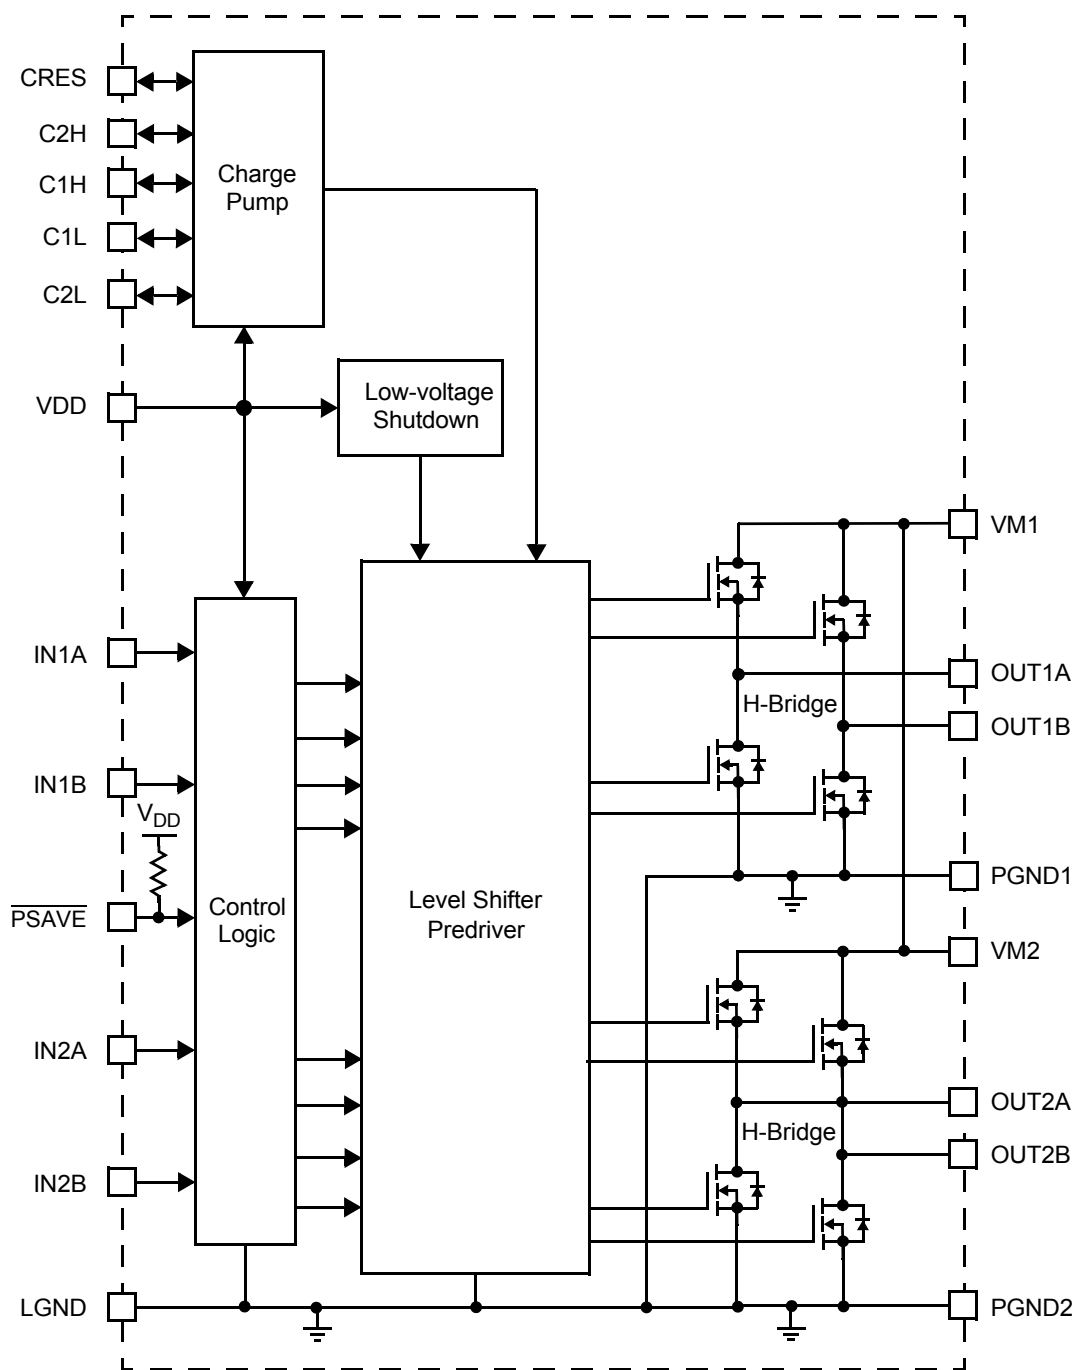 CRES
C2H
C1H
C1L
C2L
Charge
Pump
VDD
Low-voltage
Shutdown
VM1
IN1A
OUT1A
H-Bridge
OUT1B
IN1B
VDD
PGND1
PSAVE
Control
Logic
Level Shifter
Predriver
VM2
IN2A
OUT2A
H-Bridge
OUT2B
IN2B
LGND
PGND2